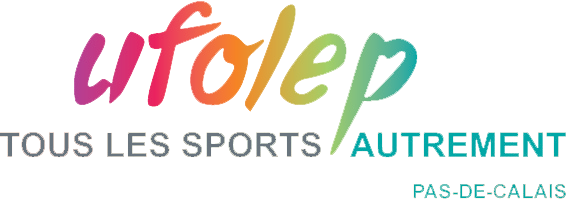 ufolep
TOUS LES SPORTS AUTREMENT
PAS-DE-CALAIS